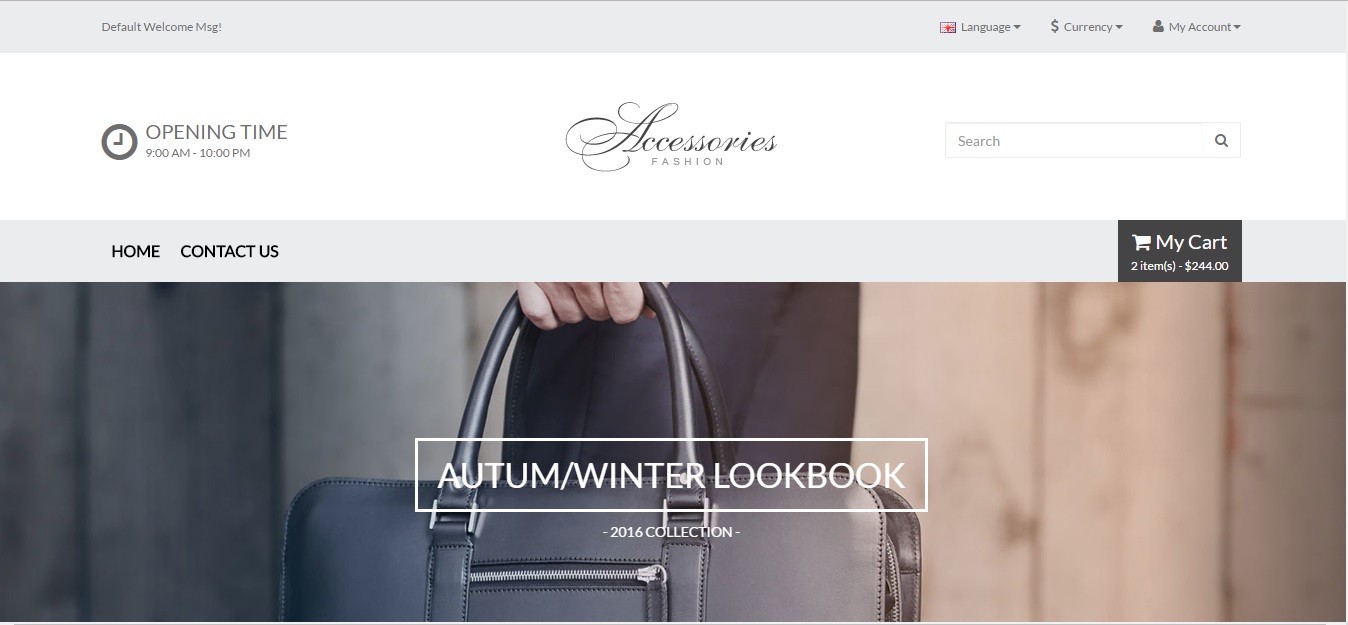 Default Welcome Msg!
Language
$ Currency
My Account
OPENING TIME
9:00 AM - 10:00 PM
Accessories
FASHION
Search
HOME
CONTACT US
My Cart
2 item(s) - $244.00
AUTUM/WINTER LOOKBOOK
- 2016 COLLECTION -